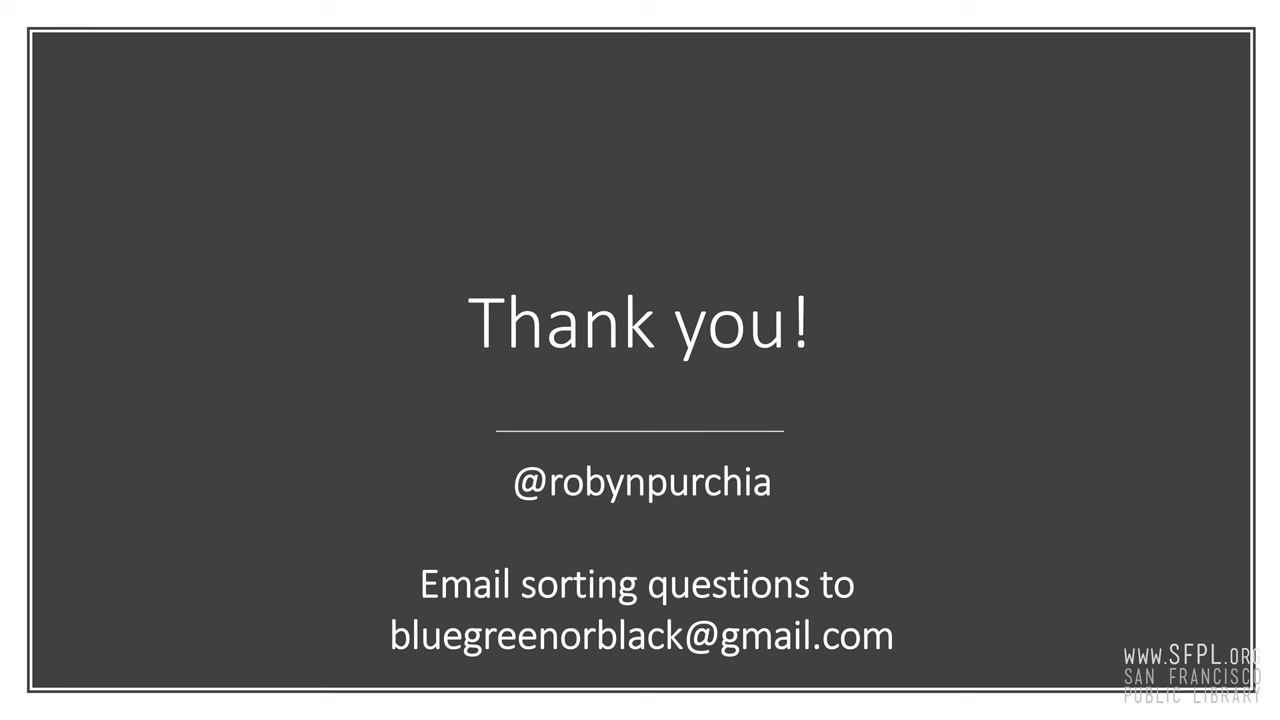 Thank you!
@robynpurchia
Email sorting questions to
bluegreenorblack@gmail.com
WWW.SFPL.ORG
SAN FRANCISCO
PUBLIC LIBRARY